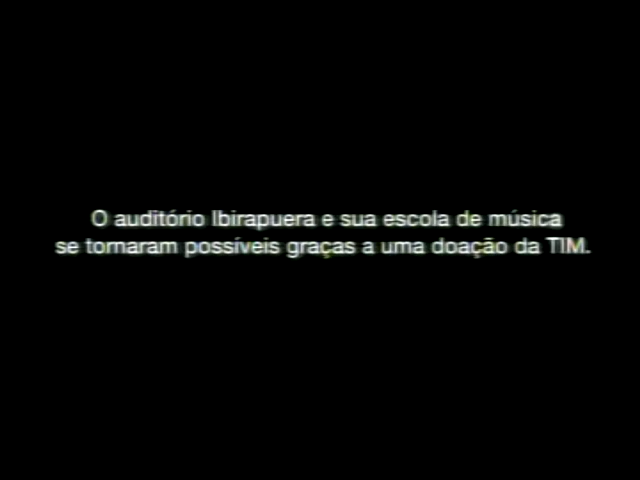 O auditório Ibirapuera e sua escola de música
se tornaram possíveis graças a uma doação da TIM.